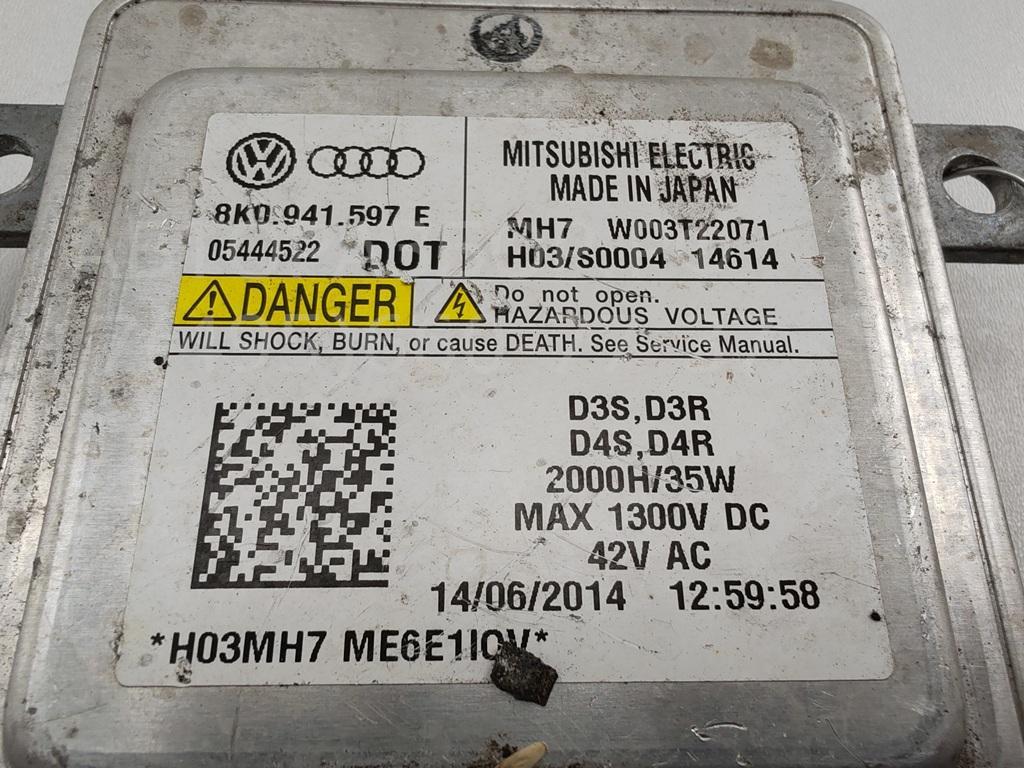 8K0.941.597 E
05444522 DOT
MITSUBISHI ELECTRIC
MADE IN JAPAN
MH7 W003T22071
H03/S0004 14614
DANGER
Do not open.
HAZARDOUS VOLTAGE
WILL SHOCK, BURN, or cause DEATH. See Service Manual.
D3S, D3R
D4S, D4R
2000H/35W
MAX 1300V DC
42V AC
14/06/2014 12:59:58
*H03MH7